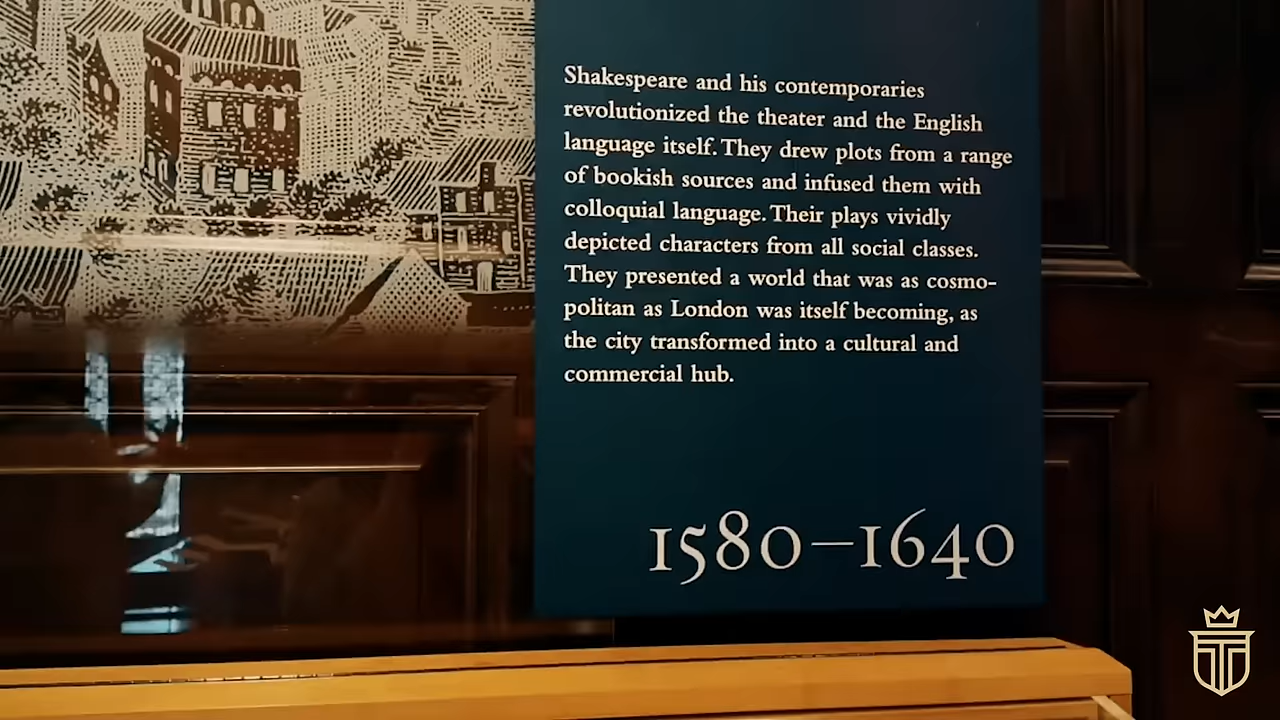 Shakespeare and his contemporaries
revolutionized the theater and the English
language itself. They drew plots from a range
of bookish sources and infused them with
colloquial language. Their plays vividly
depicted characters from all social classes.
They presented a world that was as cosmo-
politan as London was itself becoming, as
the city transformed into a cultural and
commercial hub.
1580–1640